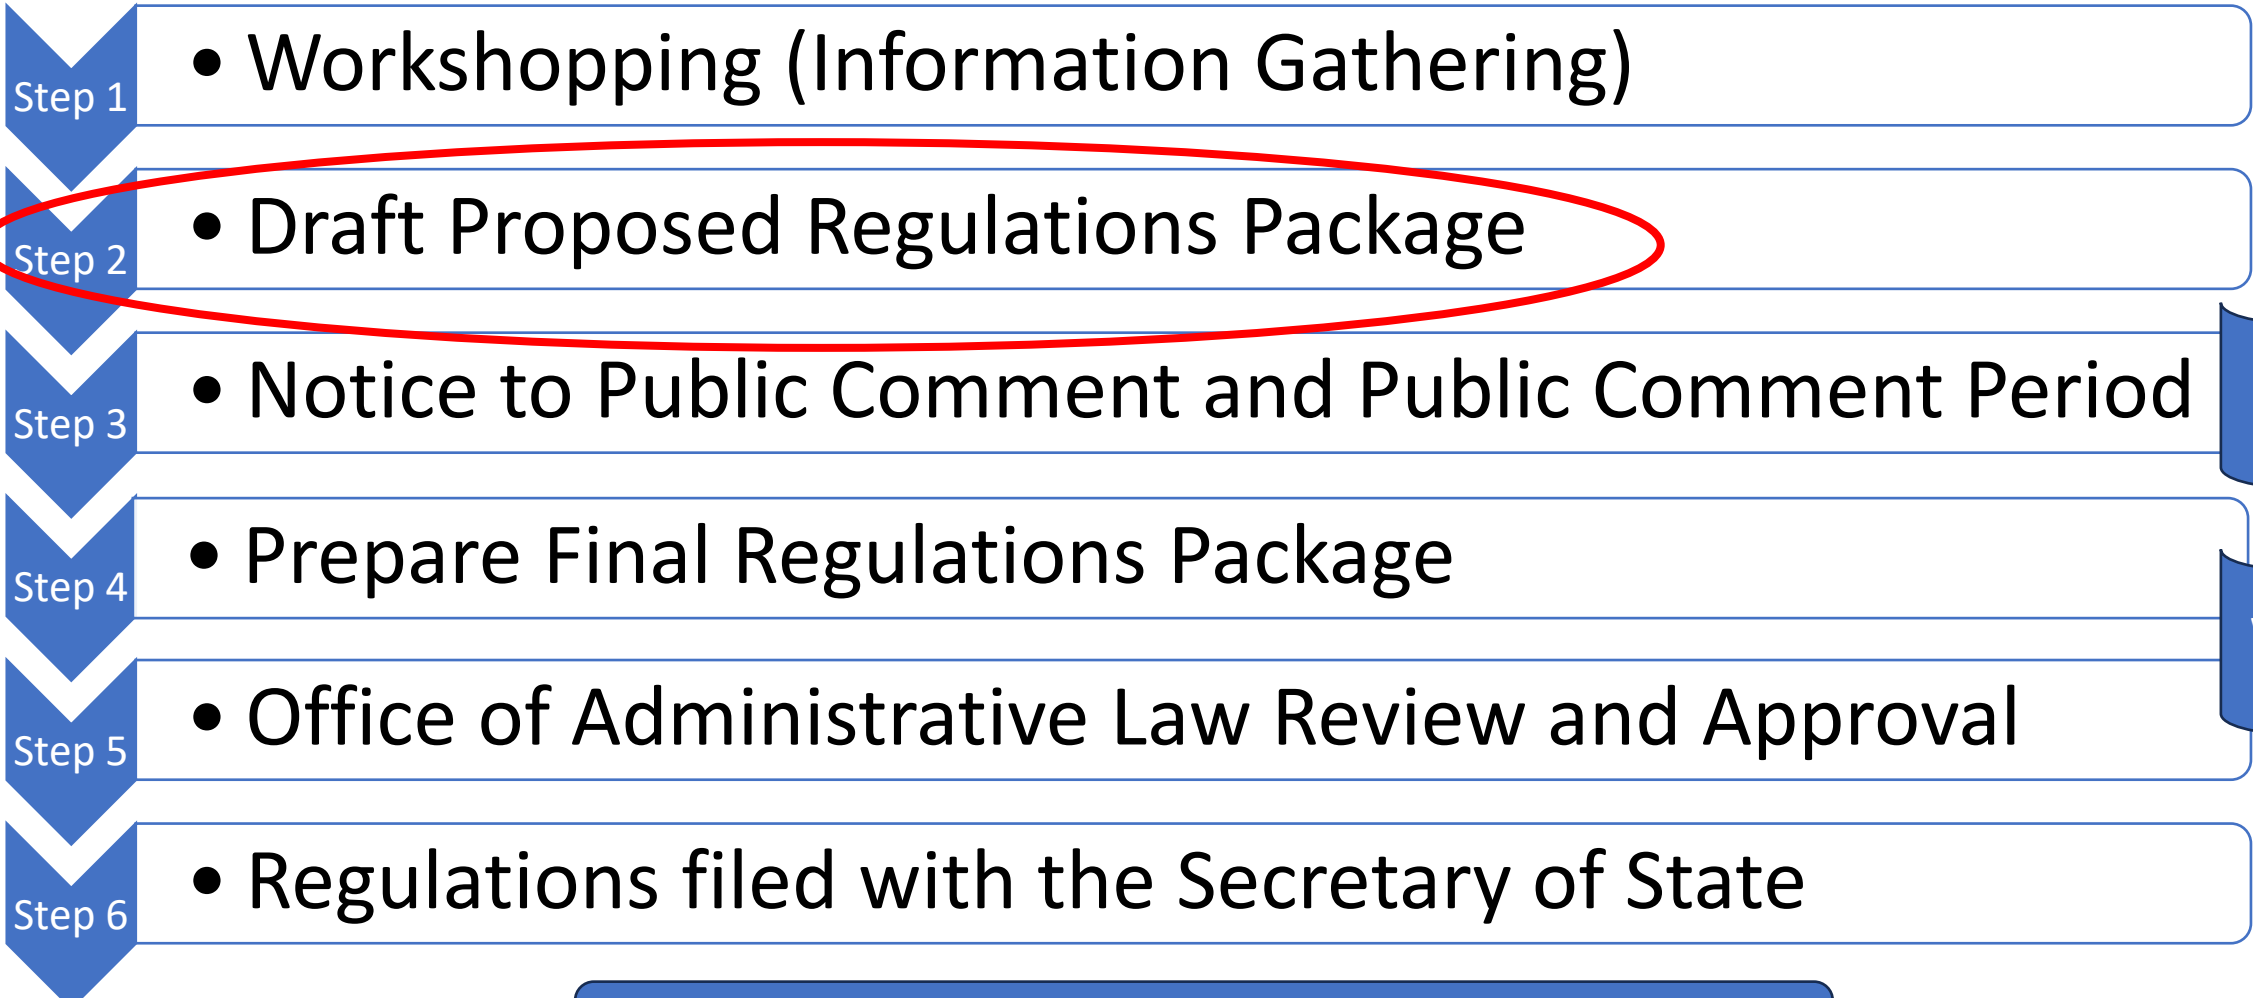 Step 1
• Workshopping (Information Gathering)
Step 2
• Draft Proposed Regulations Package
Step 3
• Notice to Public Comment and Public Comment Period
Step 4
• Prepare Final Regulations Package
Step 5
• Office of Administrative Law Review and Approval
Step 6
• Regulations filed with the Secretary of State